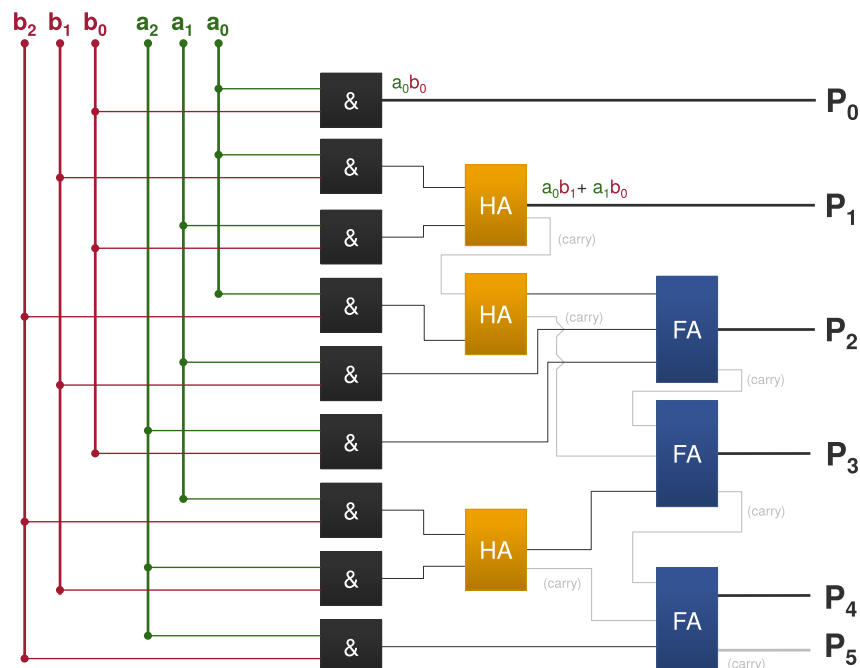 b₂ b₁ b₀ a₂ a₁ a₀
& a₀b₀ P₀
&
HA a₀b₁+ a₁b₀ P₁
&
(carry)
& HA (carry)
FA P₂
&
(carry)
&
FA P₃
&
(carry)
HA
& (carry)
P₄
FA
& P₅
(carry)